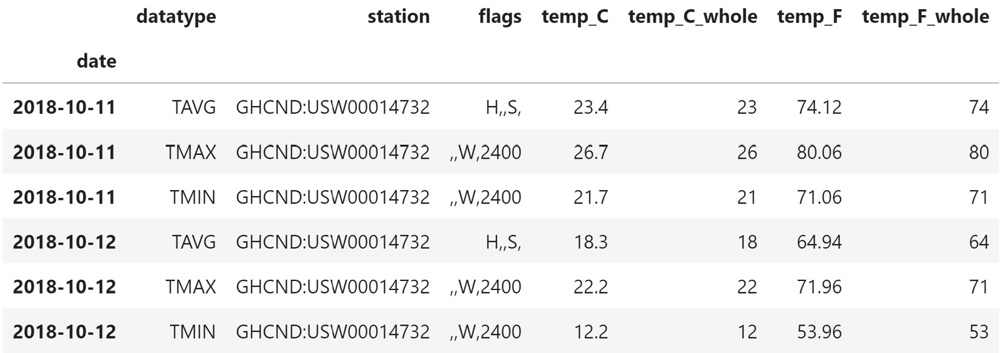 datatype station flags temp_C temp_C_whole temp_F temp_F_whole
date
2018-10-11 TAVG GHCND:USW00014732 H,,S, 23.4 23 74.12 74
2018-10-11 TMAX GHCND:USW00014732 ,,W,2400 26.7 26 80.06 80
2018-10-11 TMIN GHCND:USW00014732 ,,W,2400 21.7 21 71.06 71
2018-10-12 TAVG GHCND:USW00014732 H,,S, 18.3 18 64.94 64
2018-10-12 TMAX GHCND:USW00014732 ,,W,2400 22.2 22 71.96 71
2018-10-12 TMIN GHCND:USW00014732 ,,W,2400 12.2 12 53.96 53